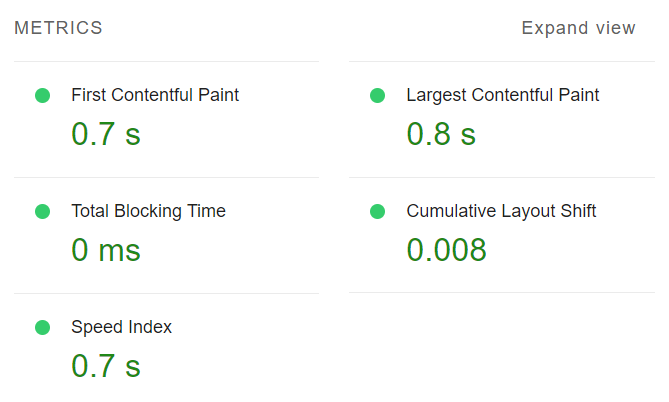 METRICS
Expand view
First Contentful Paint
0.7 s
Largest Contentful Paint
0.8 s
Total Blocking Time
0 ms
Cumulative Layout Shift
0.008
Speed Index
0.7 s